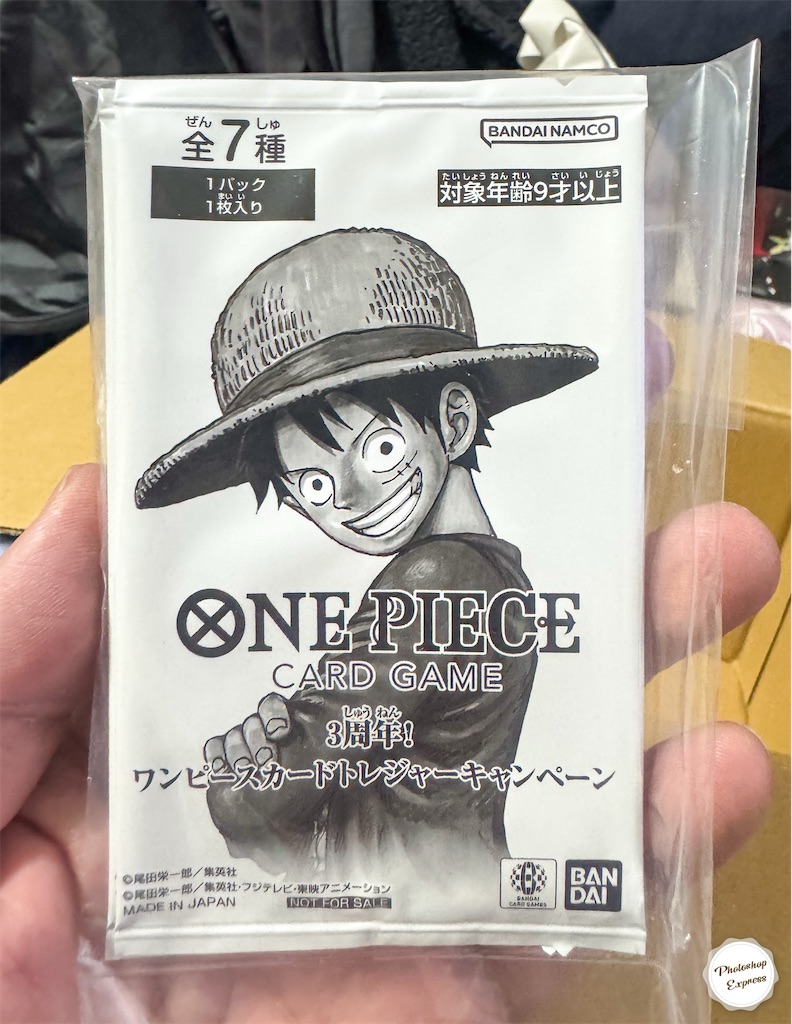 ぜん しゅ
全7種
1パック
まい い
1枚入り
BANDAI NAMCO
たいしょうねんれい さいいじょう
対象年齢9才以上
ONE PIECE
CARD GAME
しゅうねん
3周年!
ワンピースカードトレジャーキャンペーン
©尾田栄一郎/集英社
©尾田栄一郎/集英社・フジテレビ・東映アニメーション
MADE IN JAPAN
NOT FOR SALE
BANDAI
CARD GAMES
BAN
DAI
Photoshop
Express